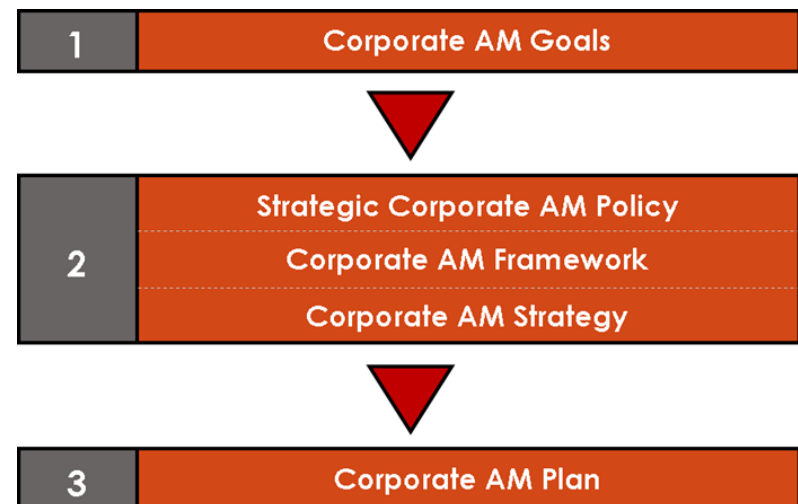 1 Corporate AM Goals
Strategic Corporate AM Policy
2 Corporate AM Framework
Corporate AM Strategy
3 Corporate AM Plan